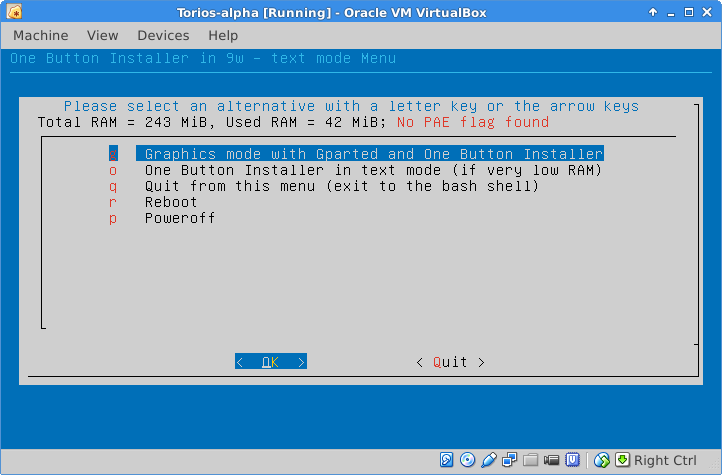 Torios-alpha [Running] - Oracle VM VirtualBox
Machine View Devices Help
One Button Installer in 9w - text mode Menu
Please select an alternative with a letter key or the arrow keys
Total RAM = 243 MiB, Used RAM = 42 MiB; No PAE flag found
Graphics mode with Gparted and One Button Installer
o One Button Installer in text mode (if very low RAM)
q Quit from this menu (exit to the bash shell)
r Reboot
p Poweroff
< OK > < Quit >
Right Ctrl